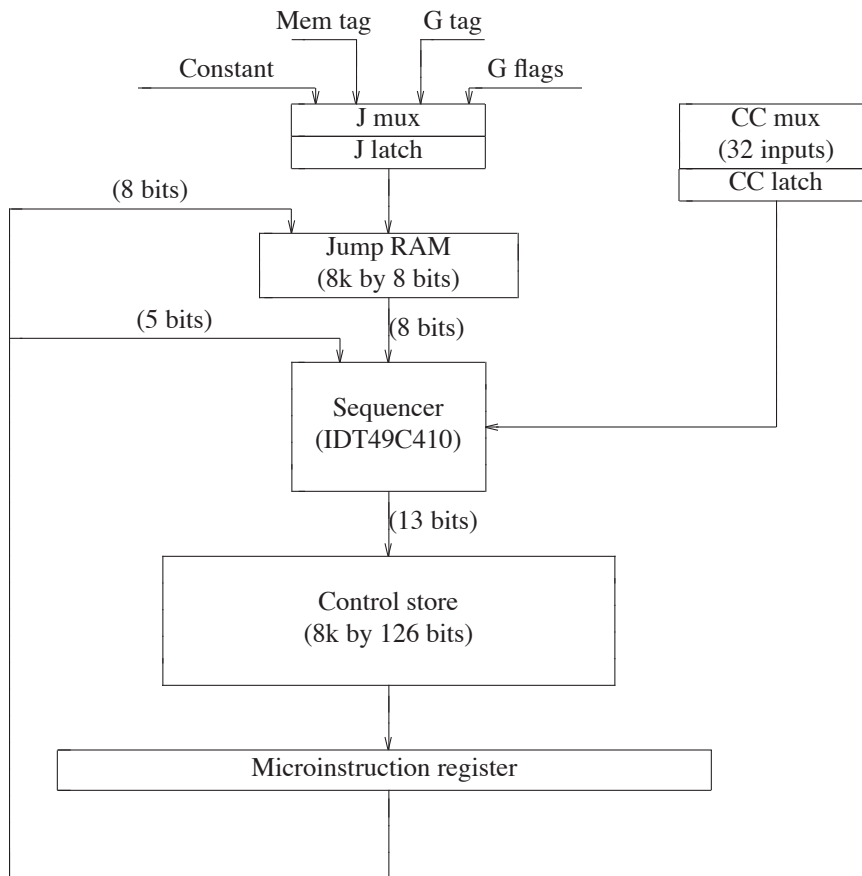 Mem tag
G tag
Constant
G flags
J mux
J latch
CC mux
(32 inputs)
CC latch
(8 bits)
Jump RAM
(8k by 8 bits)
(5 bits)
(8 bits)
Sequencer
(IDT49C410)
(13 bits)
Control store
(8k by 126 bits)
Microinstruction register